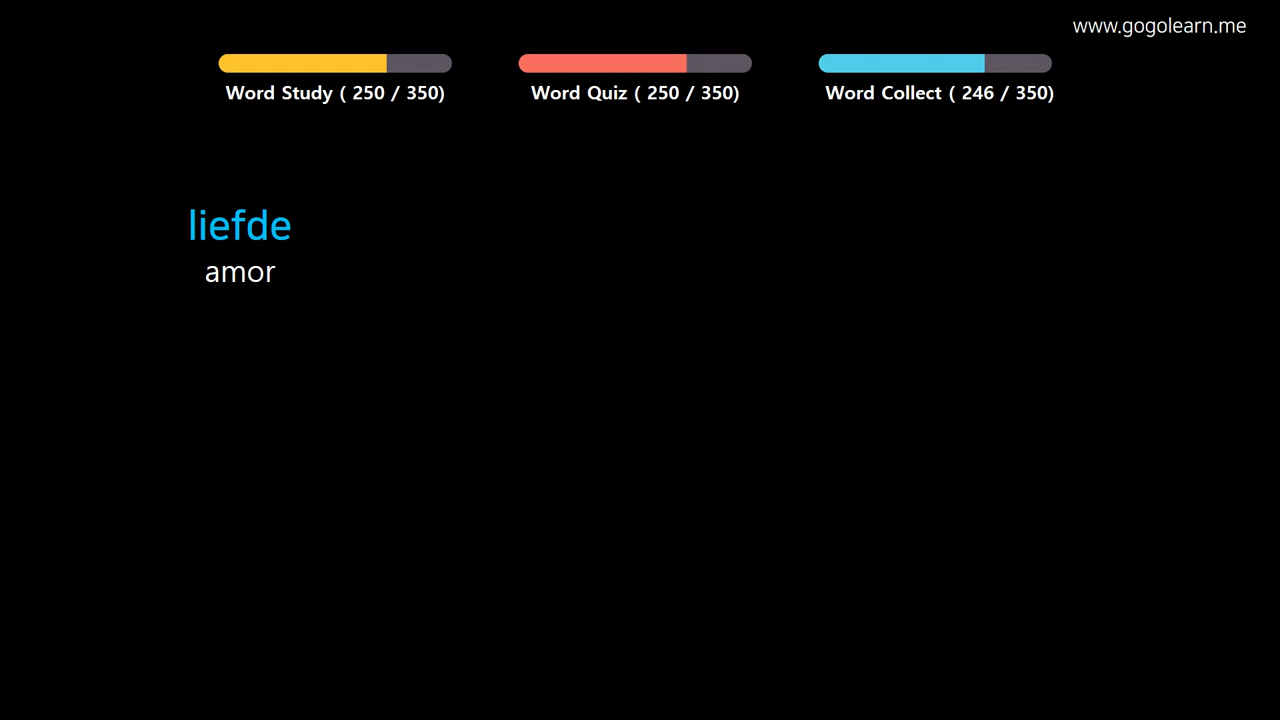 www.gogolearn.me
Word Study ( 250 / 350)
Word Quiz ( 250 / 350)
Word Collect ( 246 / 350)
liefde
amor